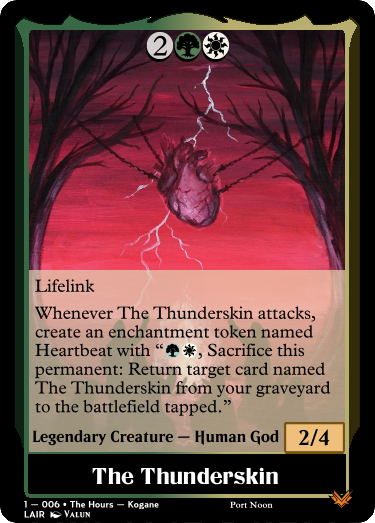 2
Lifelink
Whenever The Thunderskin attacks,
create an enchantment token named
Heartbeat with “, Sacrifice this
permanent: Return target card named
The Thunderskin from your graveyard
to the battlefield tapped.”
Legendary Creature — Human God 2/4
The Thunderskin
1 — 006 • The Hours — Kogane Port Noon
LAIR Valun